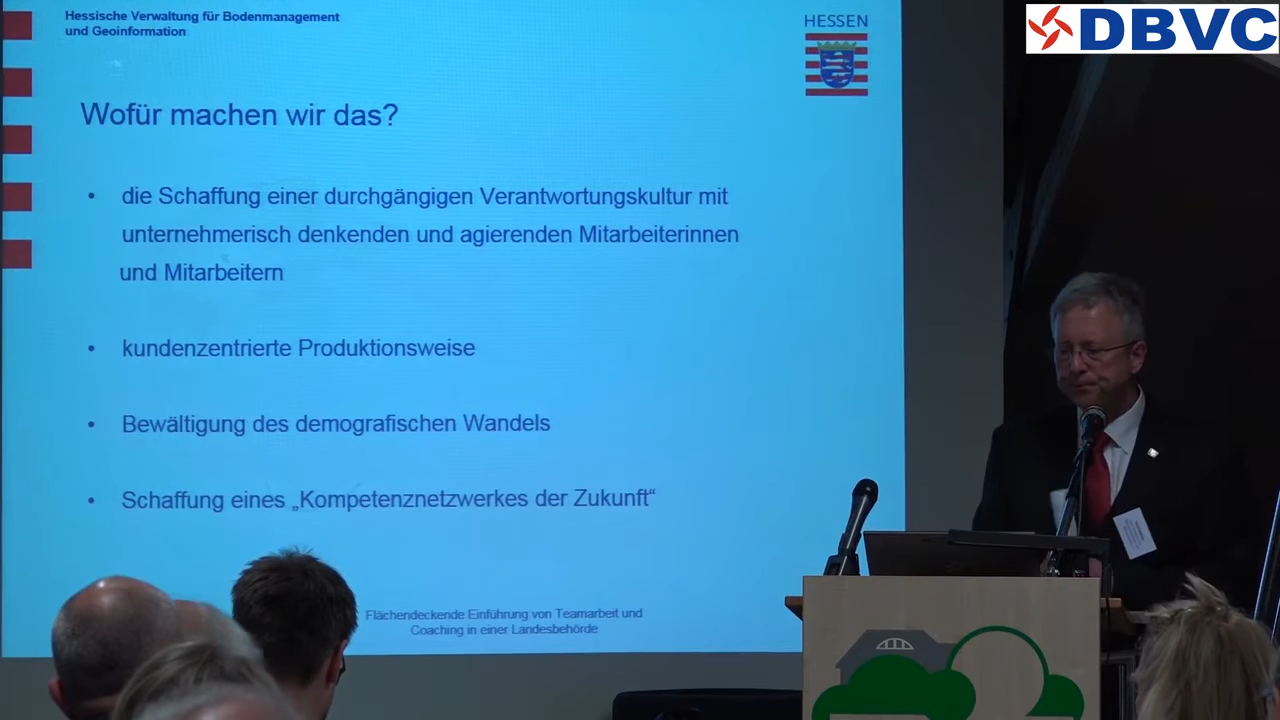 Hessische Verwaltung für Bodenmanagement
und Geoinformation
HESSEN
DBVC
Wofür machen wir das?
• die Schaffung einer durchgängigen Verantwortungskultur mit
unternehmerisch denkenden und agierenden Mitarbeiterinnen
und Mitarbeitern
• kundenzentrierte Produktionsweise
• Bewältigung des demografischen Wandels
• Schaffung eines „Kompetenznetzwerkes der Zukunft“
Flächendeckende Einführung von Teamarbeit und
Coaching in einer Landesbehörde